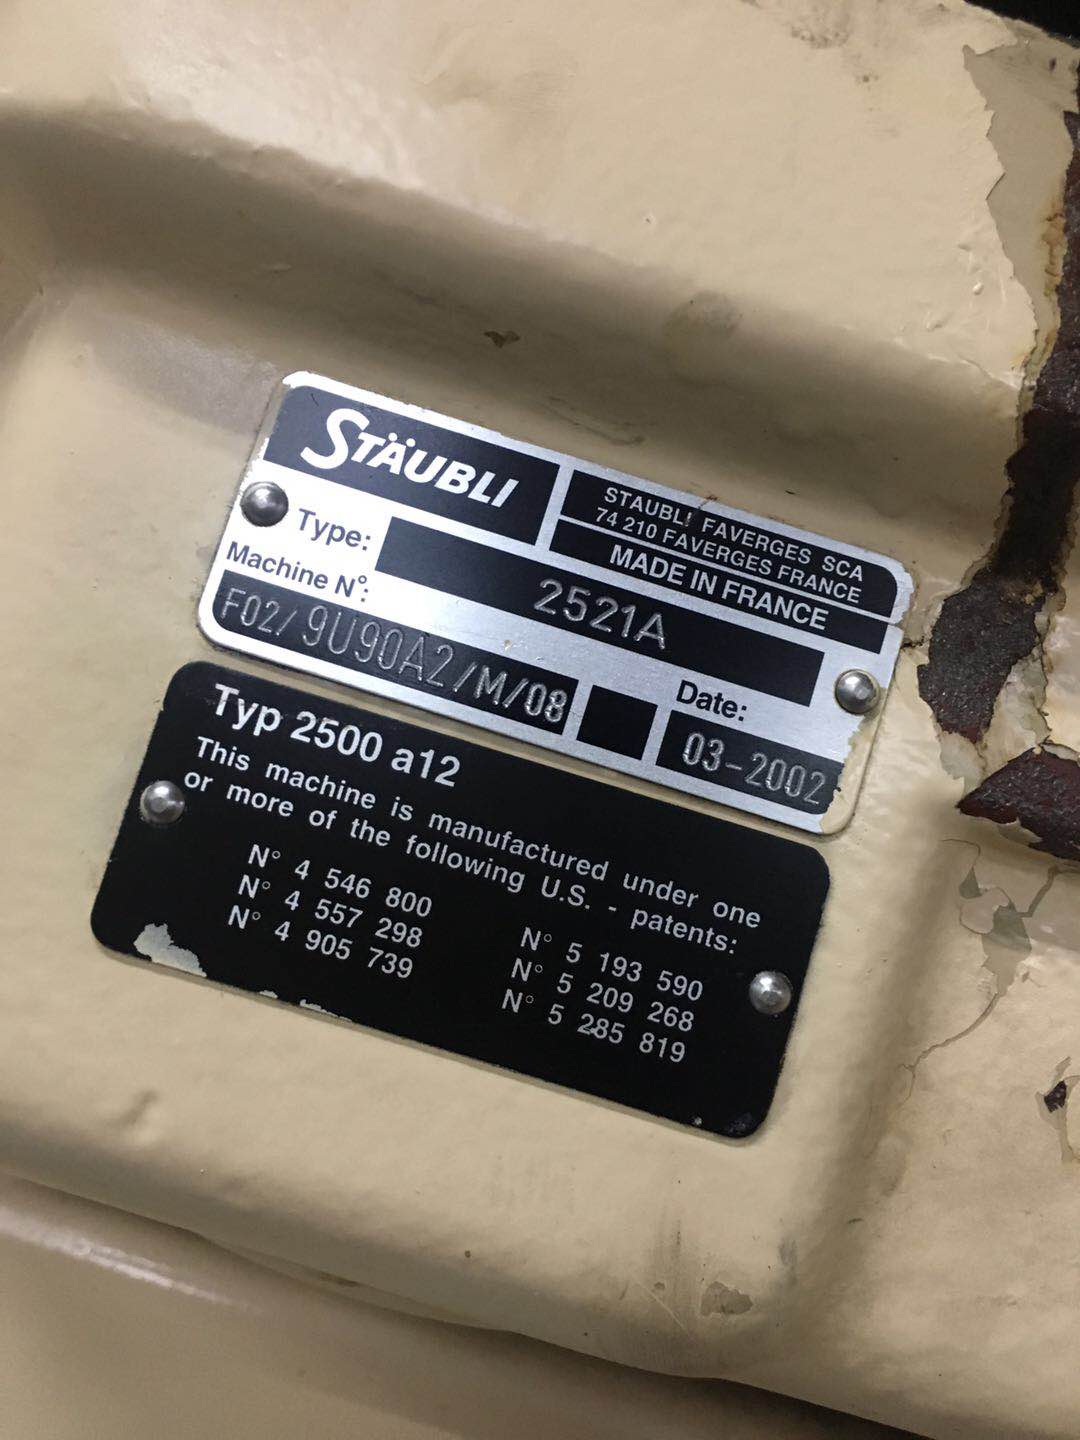 STÄUBLI
STAUBLI FAVERGES SCA
74 210 FAVERGES FRANCE
MADE IN FRANCE
Type: 2521A
Machine N°:
F02/9U90A2/M/08
Date:
03-2002
Typ 2500 a12
This machine is manufactured under one
or more of the following U.S. - patents:
N° 4 546 800
N° 4 557 298
N° 4 905 739
N° 5 193 590
N° 5 209 268
N° 5 285 819